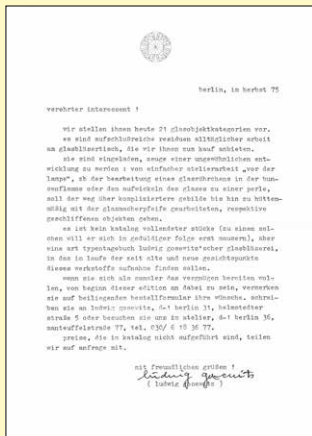 berlin, im herbst 75
verehrter interessent !
wir stellen ihnen heute 21 glasobjektkategorien vor.
es sind aufschlußreiche residuen alltäglicher arbeit
am glasbläsertisch, die wir ihnen zum kauf anbieten.
sie sind eingeladen, zeuge einer ungewöhnlichen ent-
wicklung zu werden : von einfacher atelierarbeit „vor der
lampe", zb der bearbeitung eines glasröhrchens in der bun-
senflamme oder dem aufwickeln des glases zu einer perle,
soll der weg über kompliziertere gebilde bis hin zu hütten-
mäßig mit der glasmacherpfeife gearbeiteten, respektive
geschliffenen objekten gehen.
es ist kein katalog vollendeter stücke (zu einem sol-
chen will er sich in geduldiger folge erst mausern), eher
eine art typentagebuch ludwig gosewitz'scher glasbläserei,
in das im laufe der zeit alte und neue gesichtspunkte
dieses werkstoffs aufnahme finden sollen.
wenn sie sich als sammler das vergnügen bereiten wol-
len, von beginn dieser edition an dabei zu sein, vermerken
sie auf beiliegendem bestellformular ihre wünsche. schrei-
ben sie an ludwig gosewitz, d-1 berlin 31, helmstedter
straße 5 oder besuchen sie uns im atelier, d-1 berlin 36,
manteuffelstraße 77, tel. 030/ 6 18 36 77.
preise, die im katalog nicht aufgeführt sind, teilen
wir auf anfrage mit.
mit freundlichen grüßen !
ludwig gosewitz
( ludwig gosewitz )